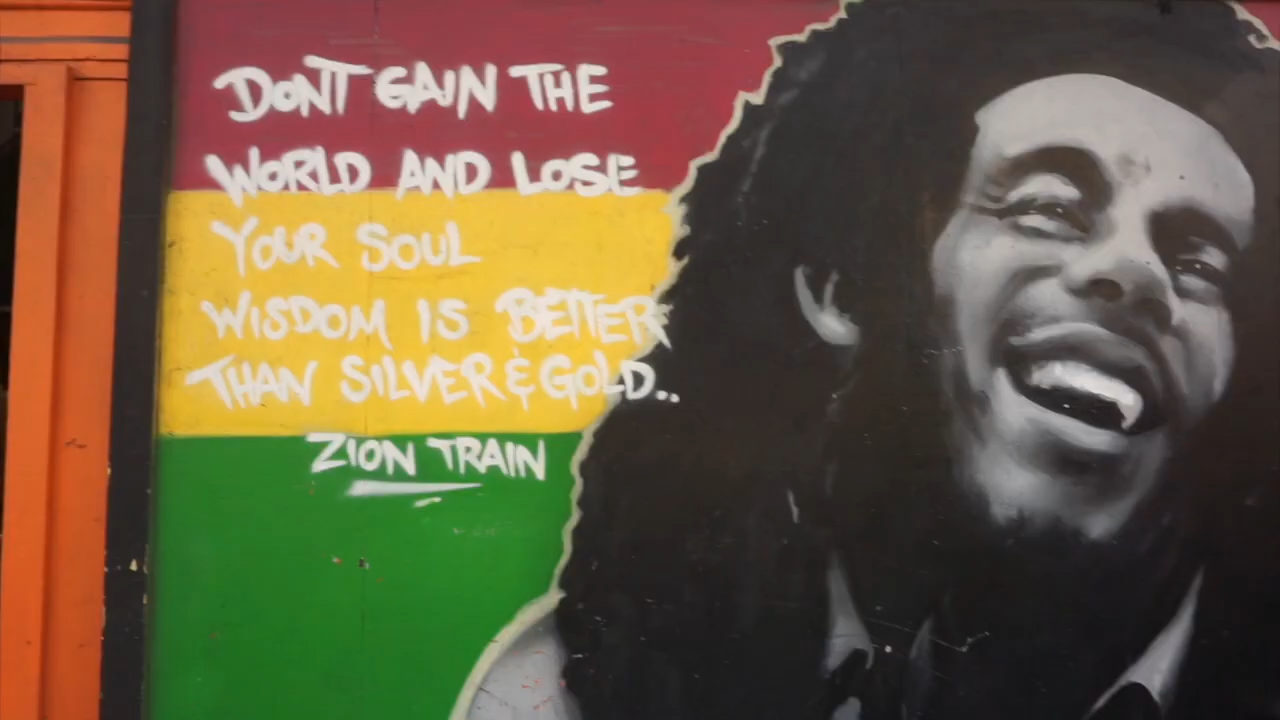 DONT GAIN THE
WORLD AND LOSE
YOUR SOUL
WISDOM IS BETTER
THAN SILVER & GOLD..
ZION TRAIN